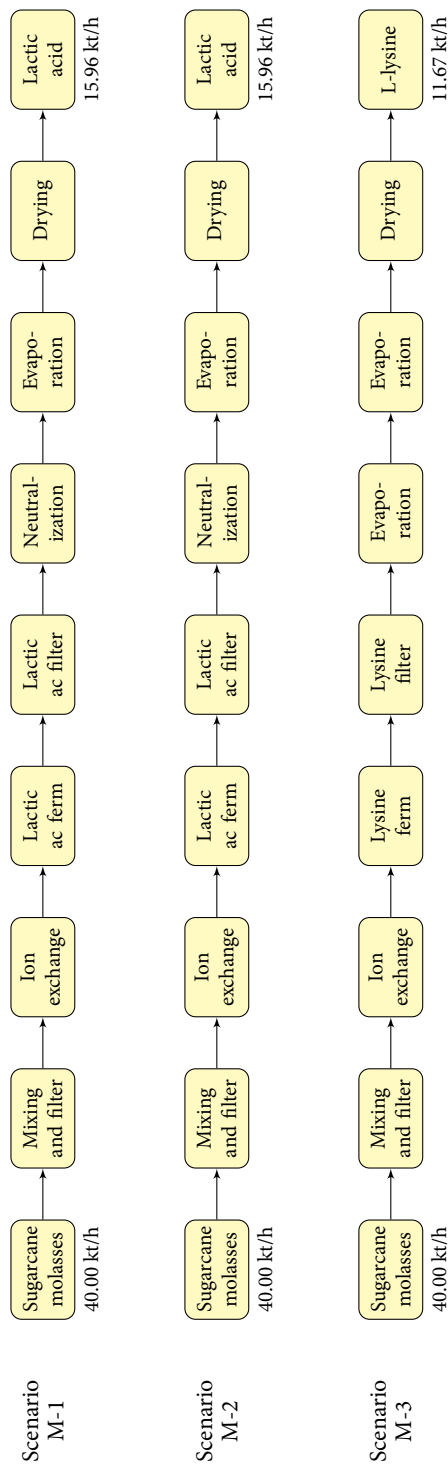 Scenario
M-1
Sugarcane
molasses
40.00 kt/h
Mixing
and filter
Ion
exchange
Lactic
ac ferm
Lactic
ac filter
Neutral-
ization
Evapo-
ration
Drying
Lactic
acid
15.96 kt/h
Scenario
M-2
Sugarcane
molasses
40.00 kt/h
Mixing
and filter
Ion
exchange
Lactic
ac ferm
Lactic
ac filter
Neutral-
ization
Evapo-
ration
Drying
Lactic
acid
15.96 kt/h
Scenario
M-3
Sugarcane
molasses
40.00 kt/h
Mixing
and filter
Ion
exchange
Lysine
ferm
Lysine
filter
Evapo-
ration
Evapo-
ration
Drying
L-lysine
11.67 kt/h